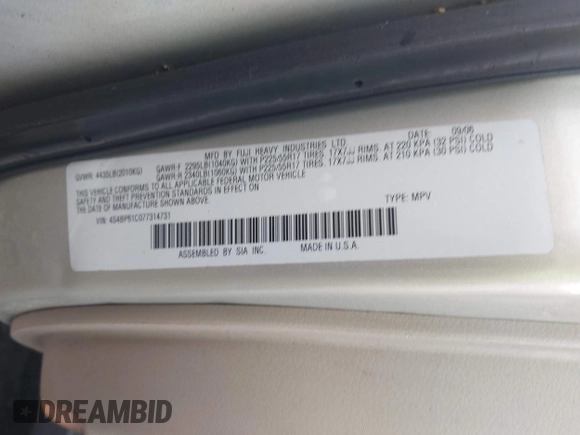 MFD BY FUJI HEAVY INDUSTRIES LTD. DATE: 09/06
GVWR: 4435LB(2010KG) GAWR-F 2295LB(1040KG) WITH P225/55R17 TIRES, 17X7JJ RIMS, AT 220 KPA (32 PSI) COLD
GAWR-R 2340LB(1060KG) WITH P225/55R17 TIRES, 17X7JJ RIMS, AT 210 KPA (30 PSI) COLD
THIS VEHICLE CONFORMS TO ALL APPLICABLE FEDERAL MOTOR VEHICLE
SAFETY AND THEFT PREVENTION STANDARDS IN EFFECT ON
THE DATE OF MANUFACTURE SHOWN ABOVE.
VIN: 4S4BP61C077314731 TYPE: MPV
ASSEMBLED BY SIA INC. MADE IN U.S.A.
DREAMBID